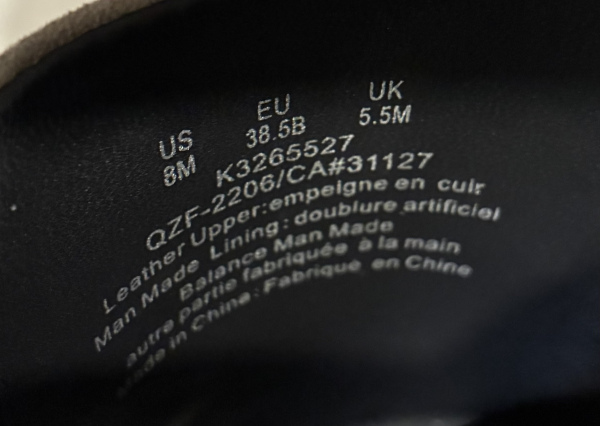 US EU UK
8M 38.5B 5.5M
K3265527
QZF-2206/CA#31127
Leather Upper:empeigne en cuir
Man Made Lining:doublure artificiel
Balance Man Made
autre partie fabriquée à la main
Made in China:Fabriqué en Chine